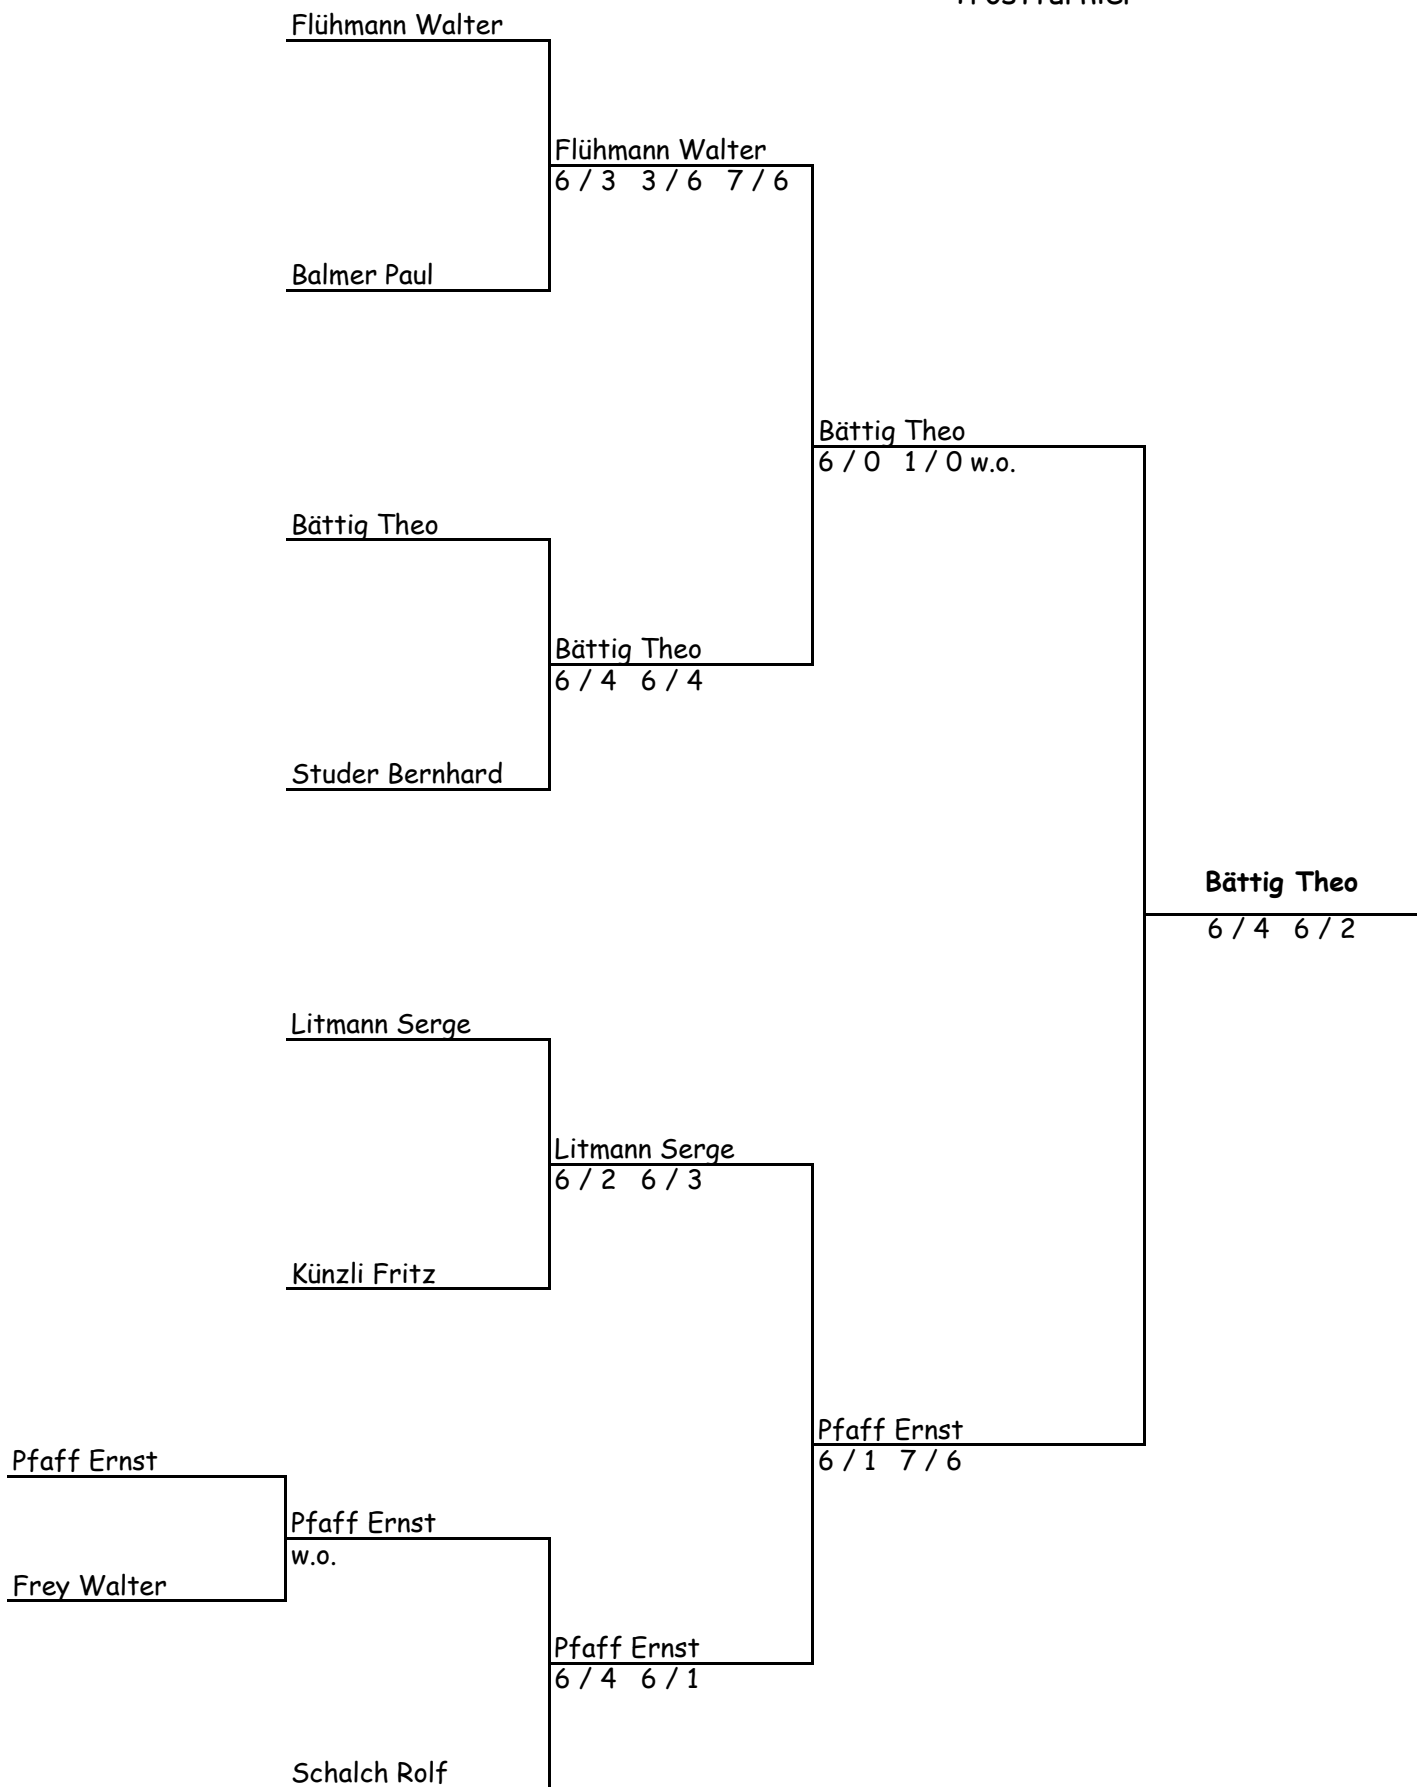 Flühmann Walter
Flühmann Walter
6 / 3 3 / 6 7 / 6
Balmer Paul
Bättig Theo
6 / 0 1 / 0 w.o.
Bättig Theo
Bättig Theo
6 / 4 6 / 4
Studer Bernhard
Bättig Theo
6 / 4 6 / 2
Litmann Serge
Litmann Serge
6 / 2 6 / 3
Künzli Fritz
Pfaff Ernst
6 / 1 7 / 6
Pfaff Ernst
Pfaff Ernst
w.o.
Frey Walter
Pfaff Ernst
6 / 4 6 / 1
Schalch Rolf